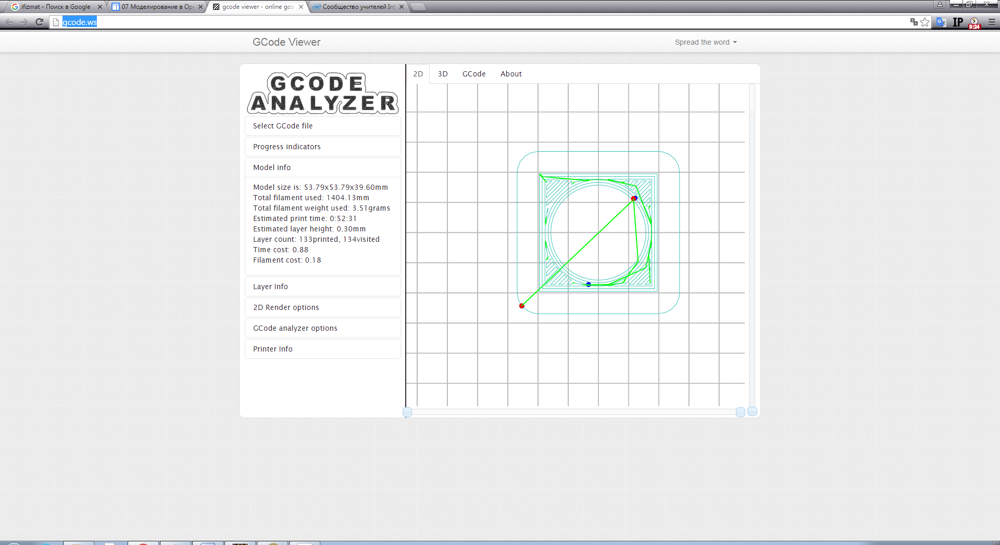 ifizmat - Поиск в Google
07 Моделирование в Ope
gcode viewer - online gco
Сообщество учителей Int
gcode.ws
IP
9:24
GCode Viewer
Spread the word
GCODE
ANALYZER
2D
3D
GCode
About
Select GCode file
Progress indicators
Model info
Model size is: 53.79x53.79x39.60mm
Total filament used: 1404.13mm
Total filament weight used: 3.51grams
Estimated print time: 0:52:31
Estimated layer height: 0.30mm
Layer count: 133printed, 134visited
Time cost: 0.88
Filament cost: 0.18
Layer Info
2D Render options
GCode analyzer options
Printer Info